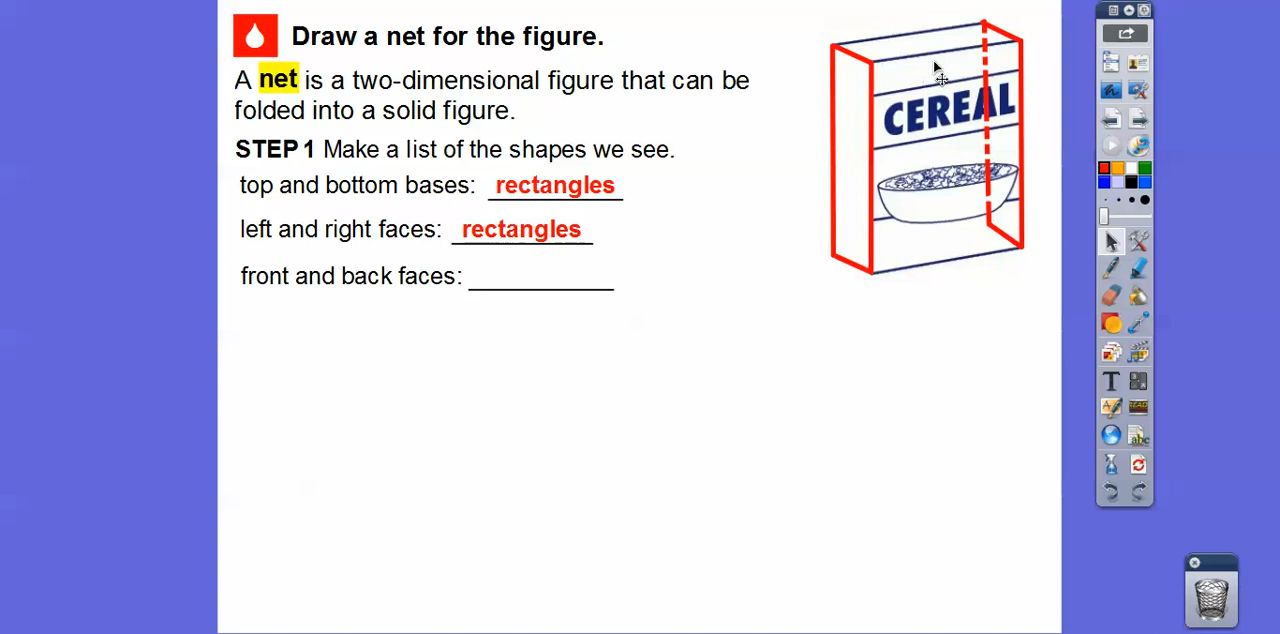 Draw a net for the figure.
A net is a two-dimensional figure that can be
folded into a solid figure.
STEP 1 Make a list of the shapes we see.
top and bottom bases: rectangles
left and right faces: rectangles
front and back faces:
CEREAL